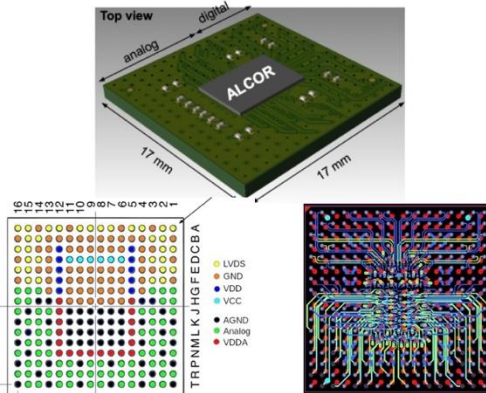 Top view
digital
analog
ALCOR
17 mm
17 mm
16 15 14 13 12 11 10 9 8 7 6 5 4 3 2 1
A B C D E F G H J K L M N P R T
LVDS
GND
VDD
VCC
AGND
Analog
VDDA